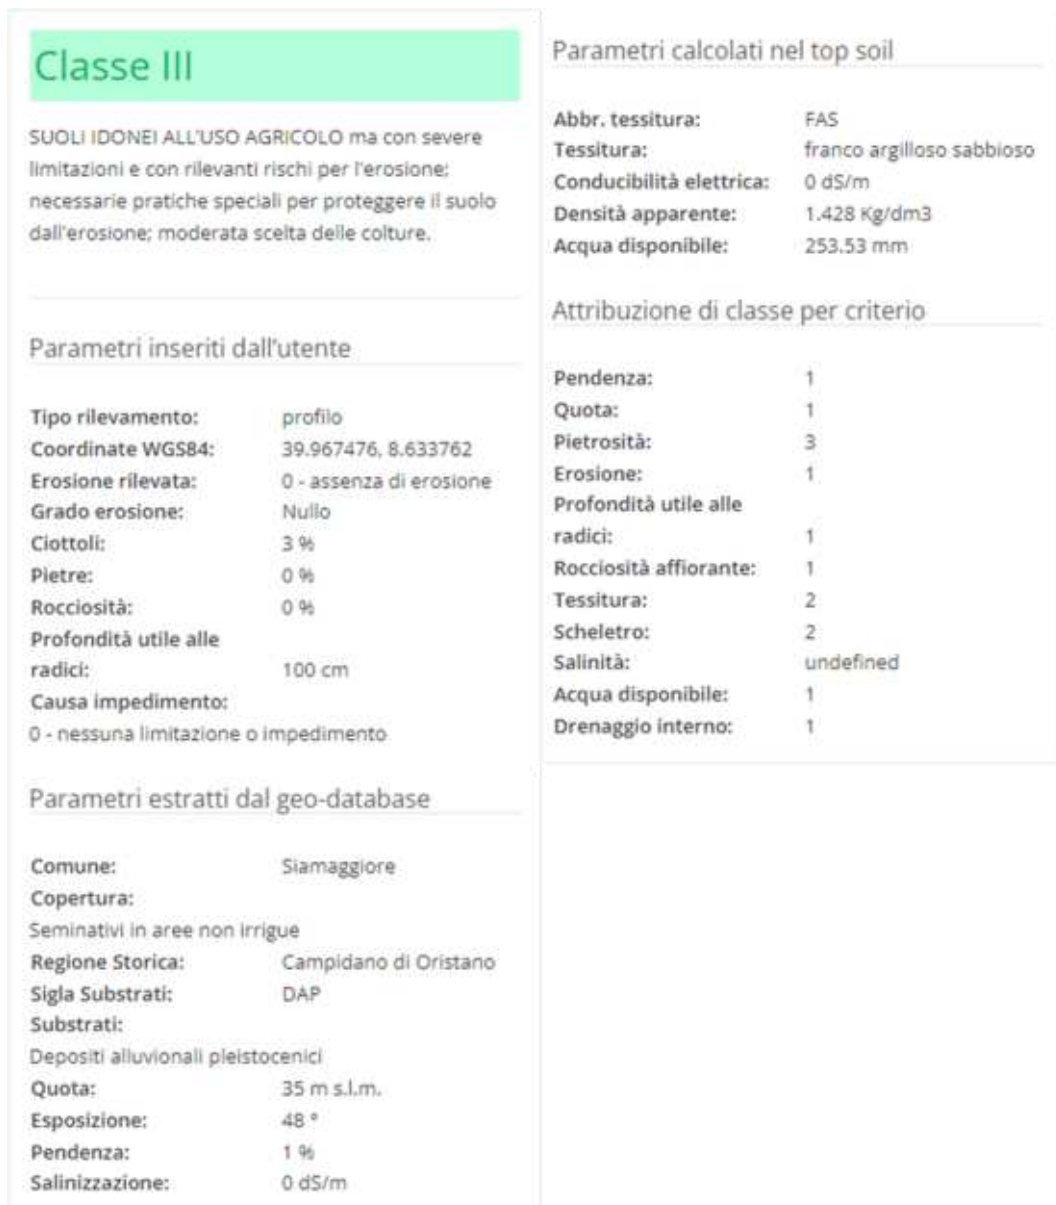 Classe III
SUOLI IDONEI ALL'USO AGRICOLO ma con severe
limitazioni e con rilevanti rischi per l'erosione;
necessarie pratiche speciali per proteggere il suolo
dall'erosione; moderata scelta delle colture.
Parametri inseriti dall'utente
Tipo rilevamento: profilo
Coordinate WGS84: 39.967476, 8.633762
Erosione rilevata: 0 - assenza di erosione
Grado erosione: Nullo
Ciottoli: 3 %
Pietre: 0 %
Rocciosità: 0 %
Profondità utile alle
radici: 100 cm
Causa impedimento:
0 - nessuna limitazione o impedimento
Parametri estratti dal geo-database
Comune: Siamaggiore
Copertura:
Seminativi in aree non irrigue
Regione Storica: Campidano di Oristano
Sigla Substrati: DAP
Substrati:
Depositi alluvionali pleistocenici
Quota: 35 m s.l.m.
Esposizione: 48 °
Pendenza: 1 %
Salinizzazione: 0 dS/m
Parametri calcolati nel top soil
Abbr. tessitura: FAS
Tessitura: franco argilloso sabbioso
Conducibilità elettrica: 0 dS/m
Densità apparente: 1.428 Kg/dm3
Acqua disponibile: 253.53 mm
Attribuzione di classe per criterio
Pendenza: 1
Quota: 1
Pietrosità: 3
Erosione: 1
Profondità utile alle
radici: 1
Rocciosità affiorante: 1
Tessitura: 2
Scheletro: 2
Salinità: undefined
Acqua disponibile: 1
Drenaggio interno: 1